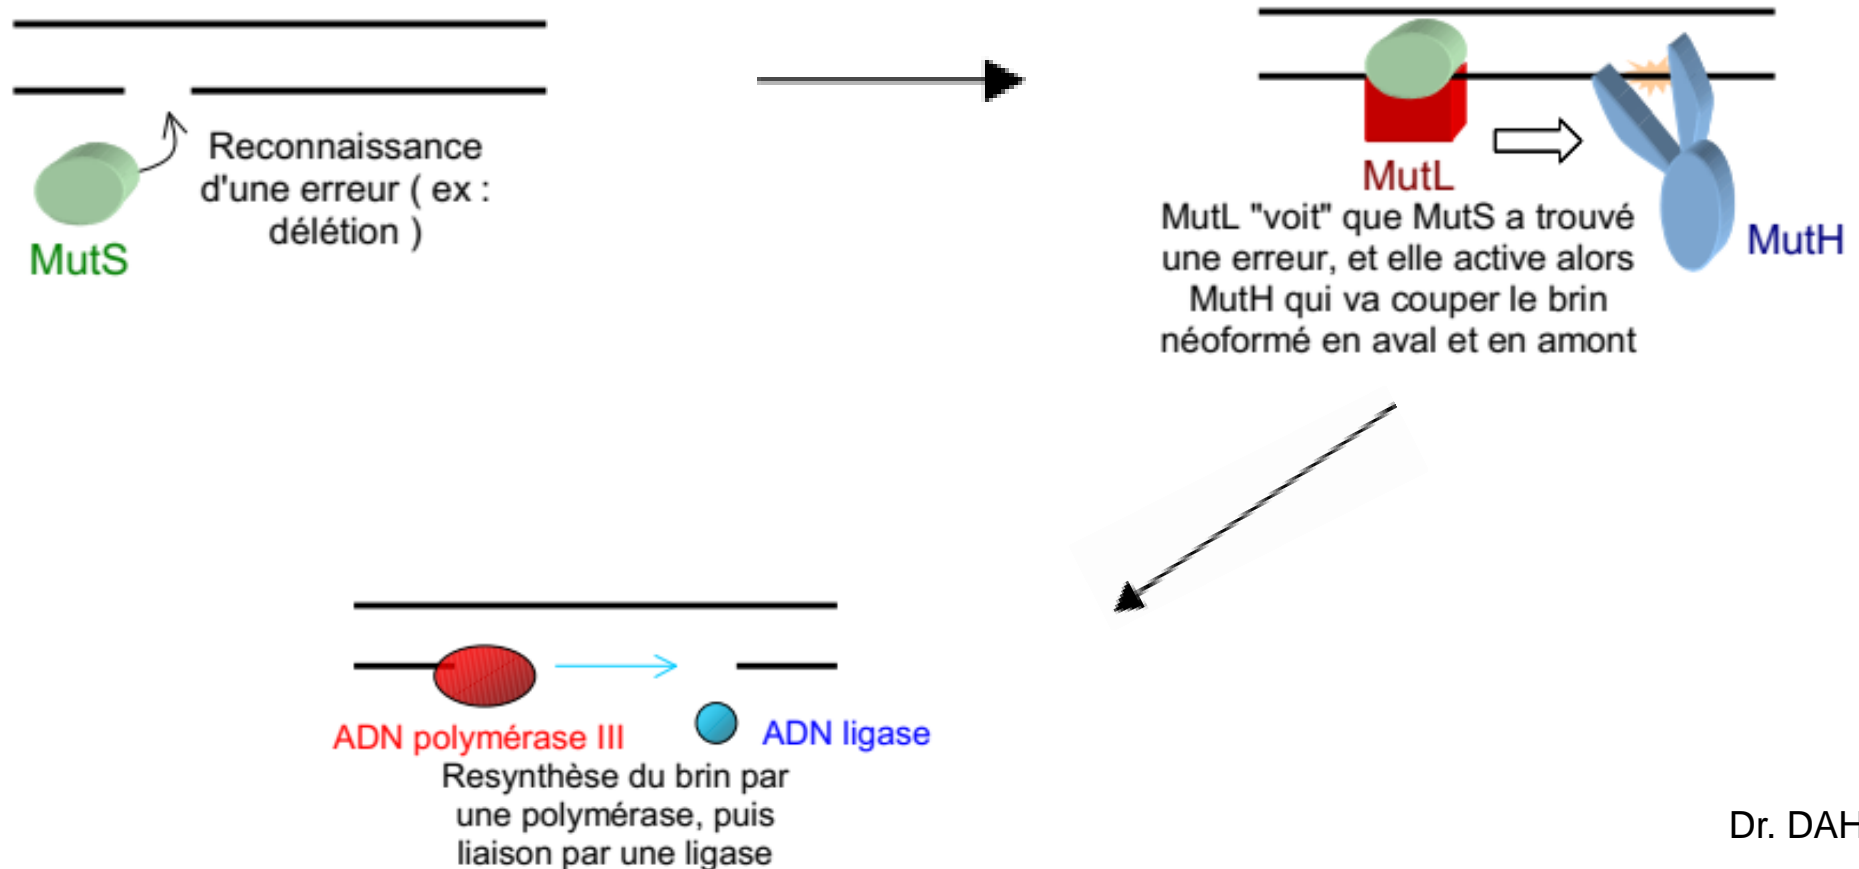 Reconnaissance
d'une erreur ( ex :
délétion )
MutS
MutL
MutL "voit" que MutS a trouvé
une erreur, et elle active alors
MutH qui va couper le brin
néoformé en aval et en amont
MutH
ADN polymérase III
ADN ligase
Resynthèse du brin par
une polymérase, puis
liaison par une ligase
Dr. DAH